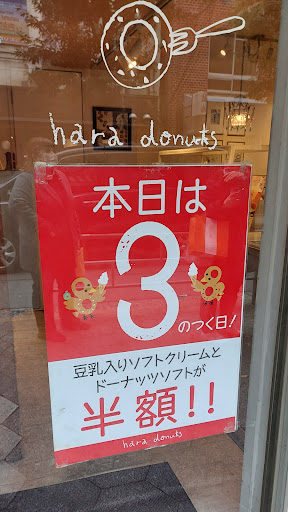 hara donuts
本日は
3
のつく日!
豆乳入りソフトクリームと
ドーナッツソフトが
半額!!
hara donuts